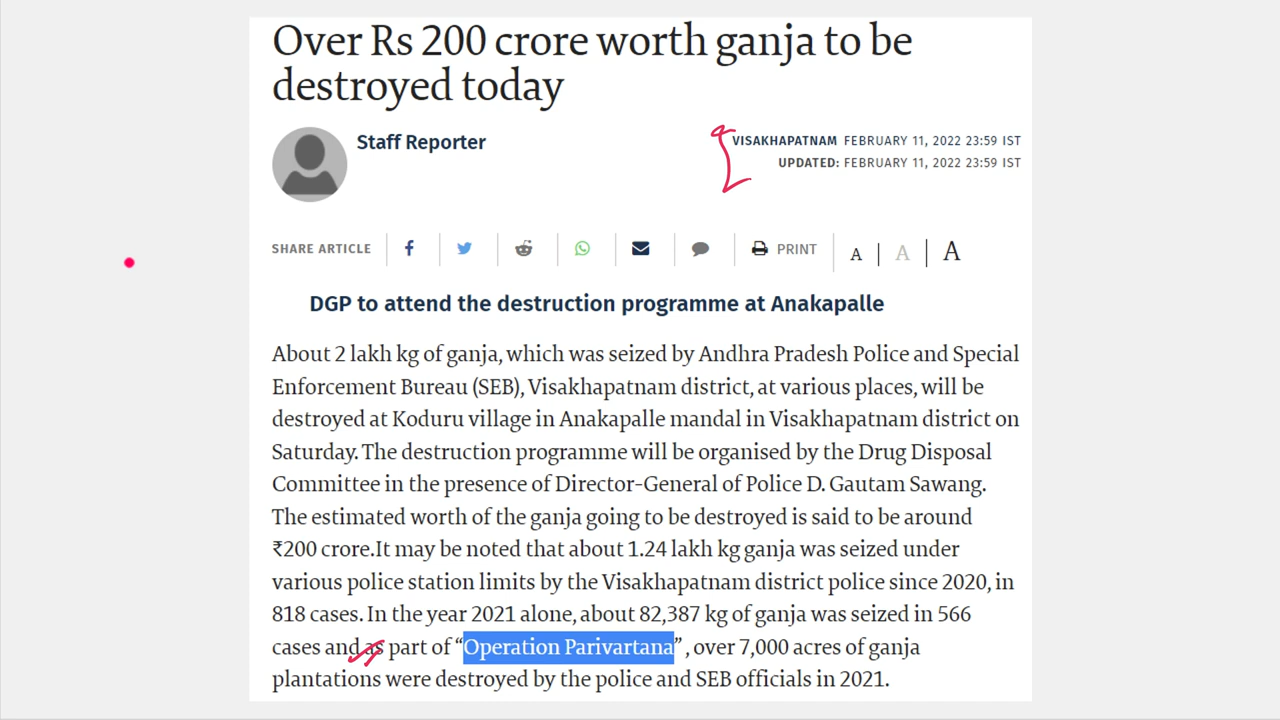 Over Rs 200 crore worth ganja to be
destroyed today
Staff Reporter
VISAKHAPATNAM FEBRUARY 11, 2022 23:59 IST
UPDATED: FEBRUARY 11, 2022 23:59 IST
SHARE ARTICLE PRINT A A A
DGP to attend the destruction programme at Anakapalle
About 2 lakh kg of ganja, which was seized by Andhra Pradesh Police and Special
Enforcement Bureau (SEB), Visakhapatnam district, at various places, will be
destroyed at Koduru village in Anakapalle mandal in Visakhapatnam district on
Saturday. The destruction programme will be organised by the Drug Disposal
Committee in the presence of Director-General of Police D. Gautam Sawang.
The estimated worth of the ganja going to be destroyed is said to be around
₹200 crore.It may be noted that about 1.24 lakh kg ganja was seized under
various police station limits by the Visakhapatnam district police since 2020, in
818 cases. In the year 2021 alone, about 82,387 kg of ganja was seized in 566
cases and as part of “Operation Parivartana” , over 7,000 acres of ganja
plantations were destroyed by the police and SEB officials in 2021.